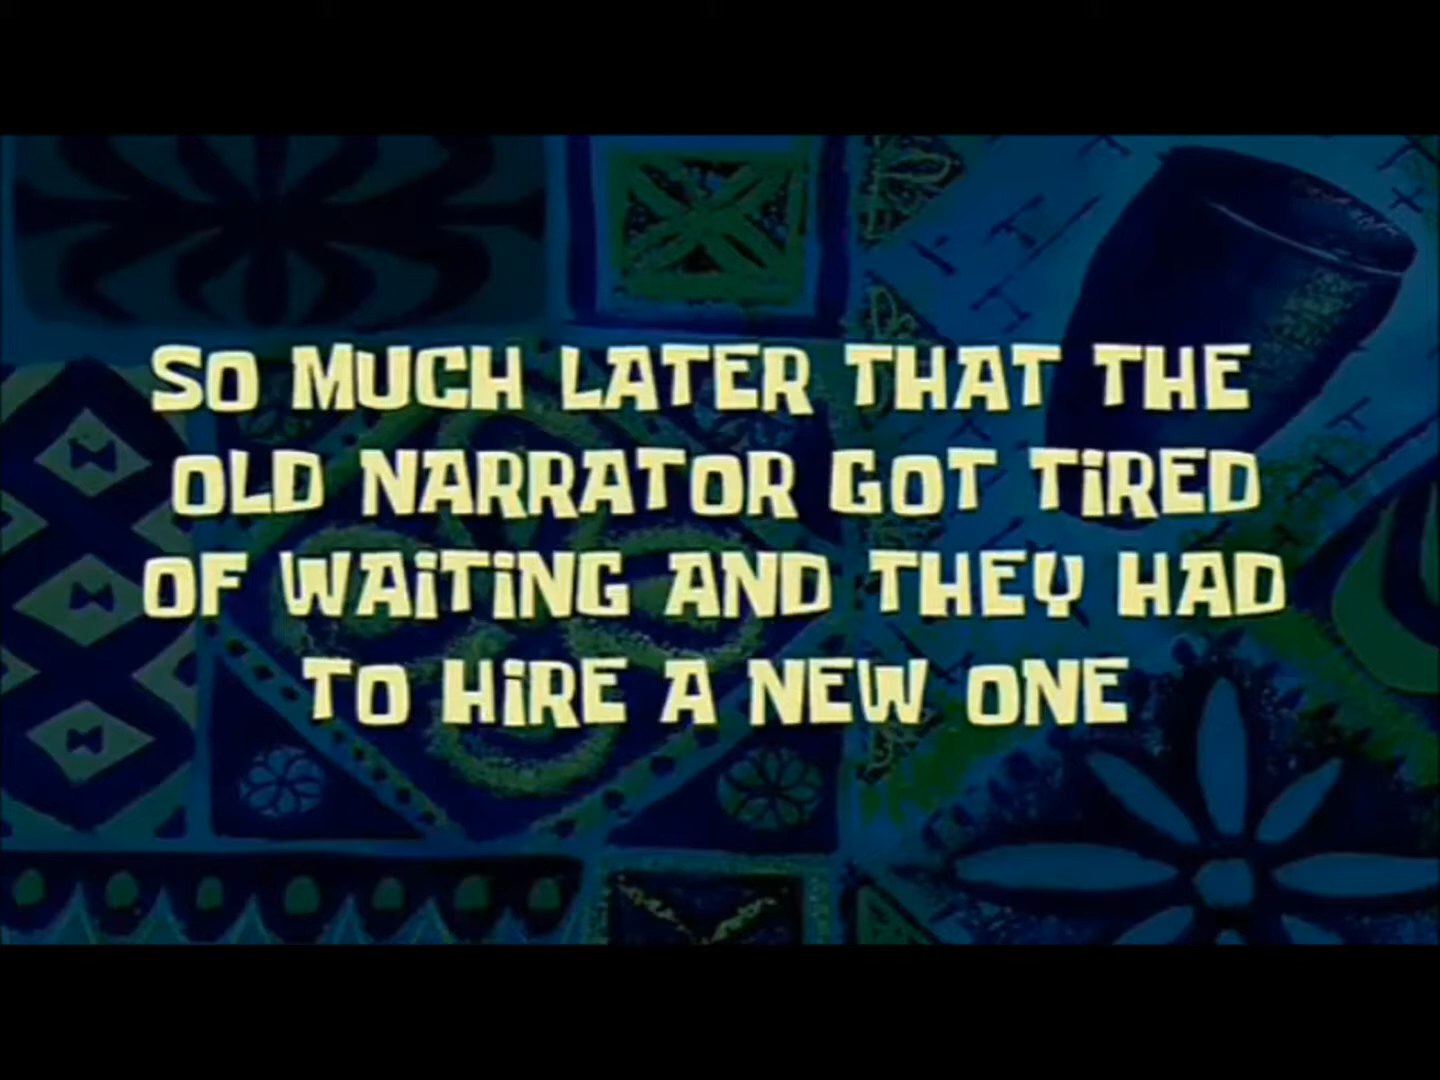 SO MUCH LATER THAT THE
OLD NARRATOR GOT TiRED
OF WAiTiNG AND THEY HAD
TO HiRE A NEW ONE